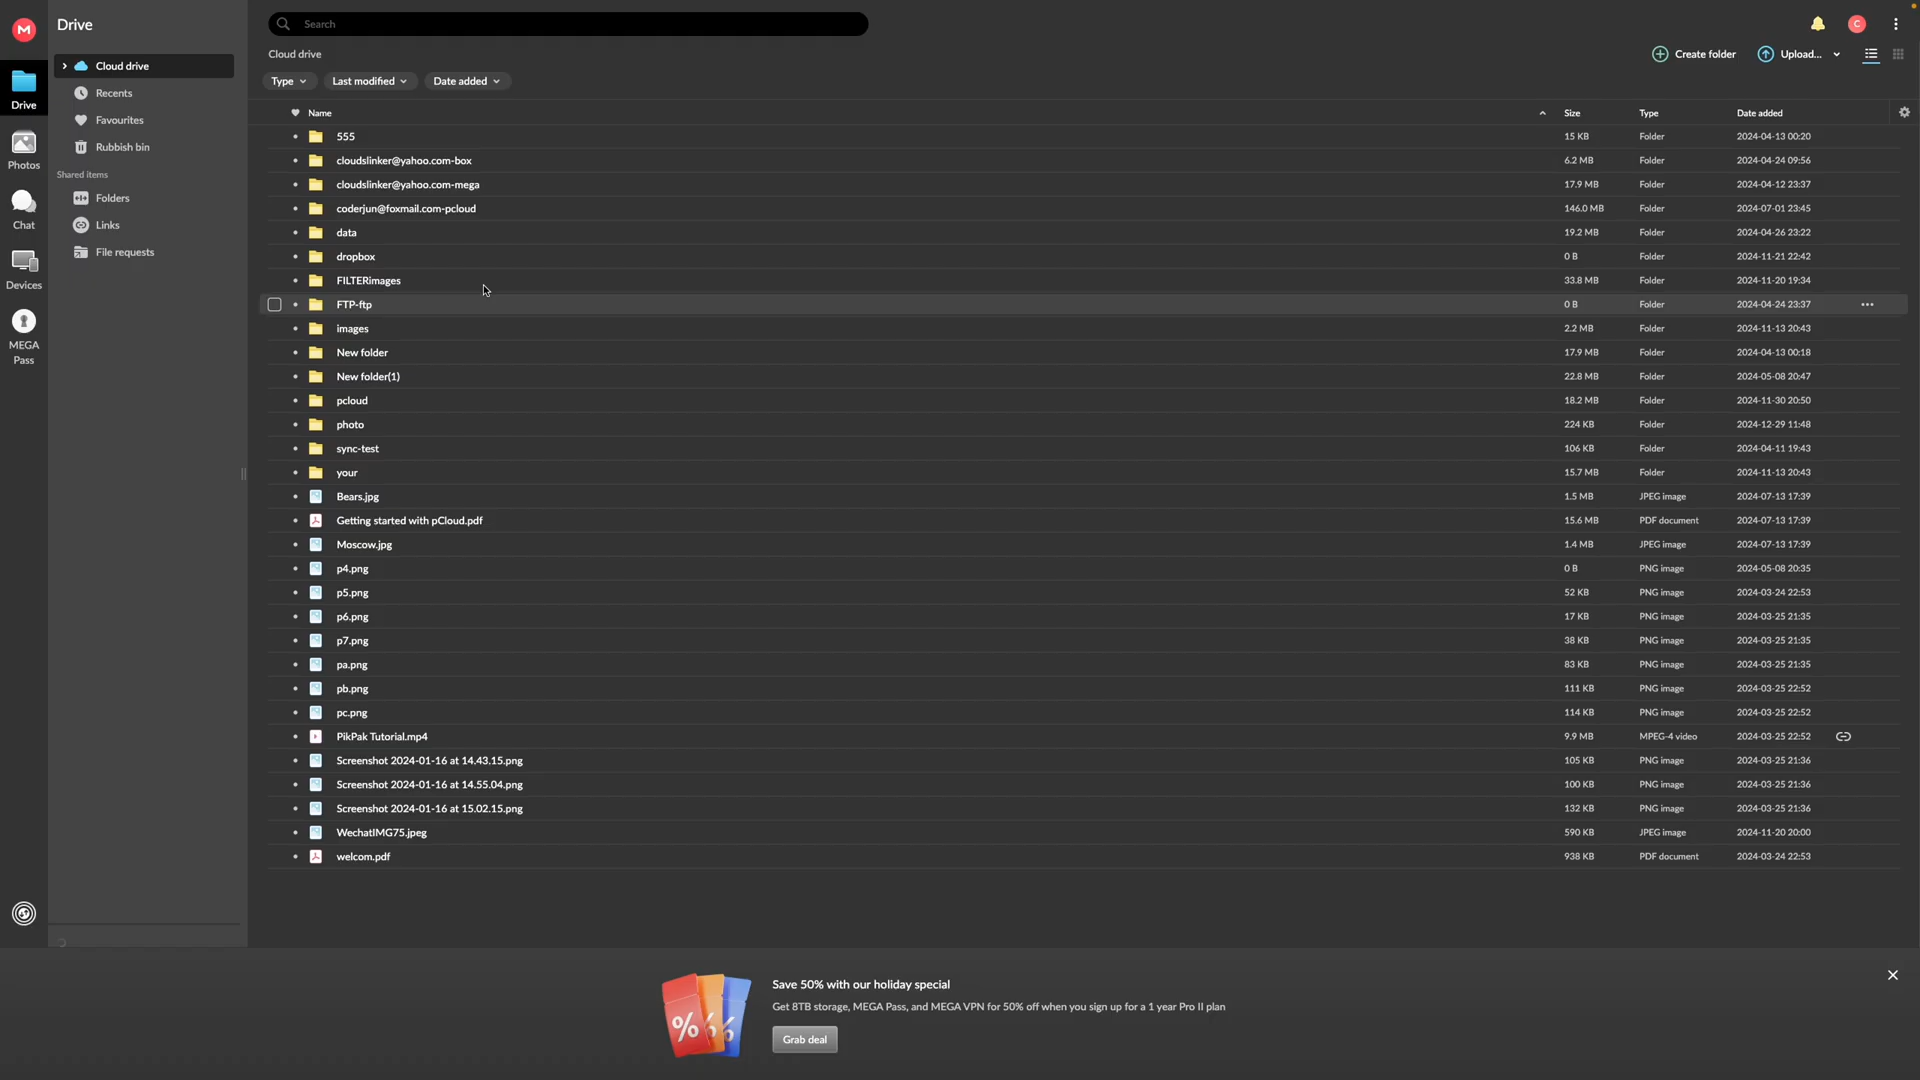 M
Drive
Search
C
Cloud drive
Recents
Favourites
Rubbish bin
Shared items
Folders
Links
File requests
Drive
Photos
Chat
Devices
MEGA
Pass
Cloud drive
Create folder
Upload...
Type
Last modified
Date added
Name Size Type Date added
555 15 KB Folder 2024-04-13 00:20
cloudslinker@yahoo.com-box 6.2 MB Folder 2024-04-24 09:56
cloudslinker@yahoo.com-mega 17.9 MB Folder 2024-04-12 23:37
coderjun@foxmail.com-pcloud 146.0 MB Folder 2024-07-01 23:45
data 19.2 MB Folder 2024-04-26 23:22
dropbox 0 B Folder 2024-11-21 22:42
FILTERimages 33.8 MB Folder 2024-11-20 19:34
FTP-ftp 0 B Folder 2024-04-24 23:37
images 2.2 MB Folder 2024-11-13 20:43
New folder 17.9 MB Folder 2024-04-13 00:18
New folder(1) 22.8 MB Folder 2024-05-08 20:47
pcloud 18.2 MB Folder 2024-11-30 20:50
photo 224 KB Folder 2024-12-29 11:48
sync-test 106 KB Folder 2024-04-11 19:43
your 15.7 MB Folder 2024-11-13 20:43
Bears.jpg 1.5 MB JPEG image 2024-07-13 17:39
Getting started with pCloud.pdf 15.6 MB PDF document 2024-07-13 17:39
Moscow.jpg 1.4 MB JPEG image 2024-07-13 17:39
p4.png 0 B PNG image 2024-05-08 20:35
p5.png 52 KB PNG image 2024-03-24 22:53
p6.png 17 KB PNG image 2024-03-25 21:35
p7.png 38 KB PNG image 2024-03-25 21:35
pa.png 83 KB PNG image 2024-03-25 21:35
pb.png 111 KB PNG image 2024-03-25 22:52
pc.png 114 KB PNG image 2024-03-25 22:52
PikPak Tutorial.mp4 9.9 MB MPEG-4 video 2024-03-25 22:52
Screenshot 2024-01-16 at 14.43.15.png 105 KB PNG image 2024-03-25 21:36
Screenshot 2024-01-16 at 14.55.04.png 100 KB PNG image 2024-03-25 21:36
Screenshot 2024-01-16 at 15.02.15.png 132 KB PNG image 2024-03-25 21:36
WechatIMG75.jpeg 590 KB JPEG image 2024-11-20 20:00
welcom.pdf 938 KB PDF document 2024-03-24 22:53
Save 50% with our holiday special
Get 8TB storage, MEGA Pass, and MEGA VPN for 50% off when you sign up for a 1 year Pro II plan
Grab deal